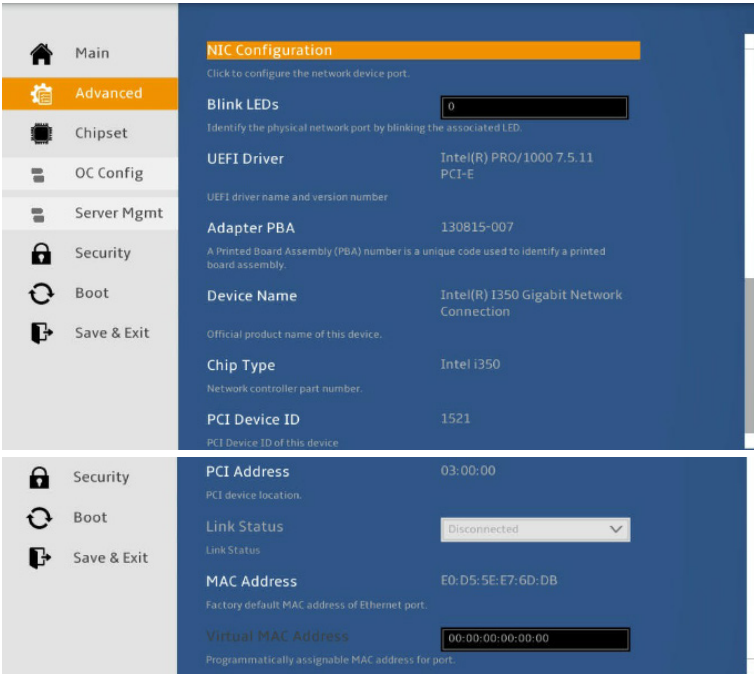 Main
Advanced
Chipset
OC Config
Server Mgmt
Security
Boot
Save & Exit
NIC Configuration
Click to configure the network device port.
Blink LEDs
0
Identify the physical network port by blinking the associated LED.
UEFI Driver
Intel(R) PRO/1000 7.5.11
PCI-E
UEFI driver name and version number
Adapter PBA
130815-007
A Printed Board Assembly (PBA) number is a unique code used to identify a printed
board assembly.
Device Name
Intel(R) I350 Gigabit Network
Connection
Official product name of this device.
Chip Type
Intel i350
Network controller part number.
PCI Device ID
1521
PCI Device ID of this device
Security
Boot
Save & Exit
PCI Address
03:00:00
PCI device location.
Link Status
Disconnected
Link Status
MAC Address
E0:D5:5E:E7:6D:DB
Factory default MAC address of Ethernet port.
Virtual MAC Address
00:00:00:00:00:00
Programmatically assignable MAC address for port.